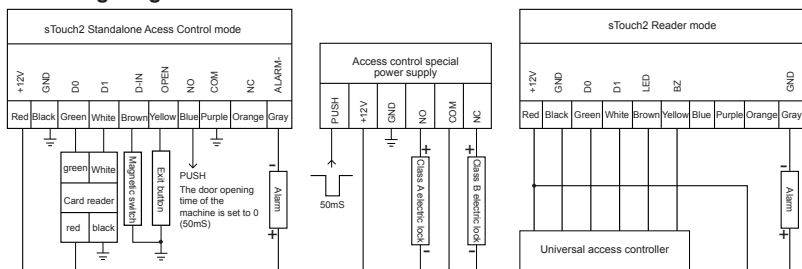 sTouch2 Standalone Acess Control mode
+12V GND D0 D1 D-IN OPEN NO COM NC ALARM-
Red Black Green White Brown Yellow Blue Purple Orange Gray
green White
Card reader
red black
Magnetic switch
Exit button
PUSH
The door opening
time of the
machine is set to 0
(50mS)
-
Alarm
+
Access control special
power supply
PUSH +12V GND NO COM NC
50mS
+
Class A electric lock
-
+
Class B electric lock
-
sTouch2 Reader mode
+12V GND D0 D1 LED BZ GND
Red Black Green White Brown Yellow Blue Purple Orange Gray
-
Alarm
+
Universal access controller